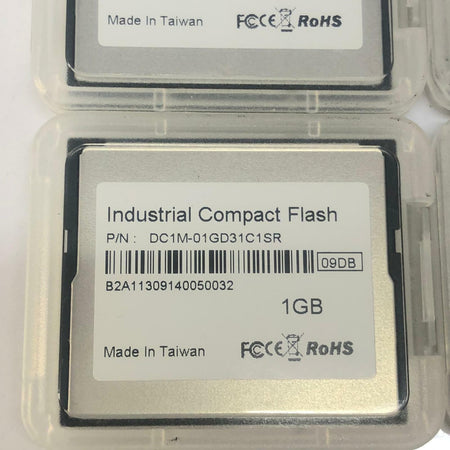 Made In Taiwan FC CE RoHS
Industrial Compact Flash
P/N : DC1M-01GD31C1SR
09DB
B2A11309140050032
1GB
Made In Taiwan FC CE RoHS